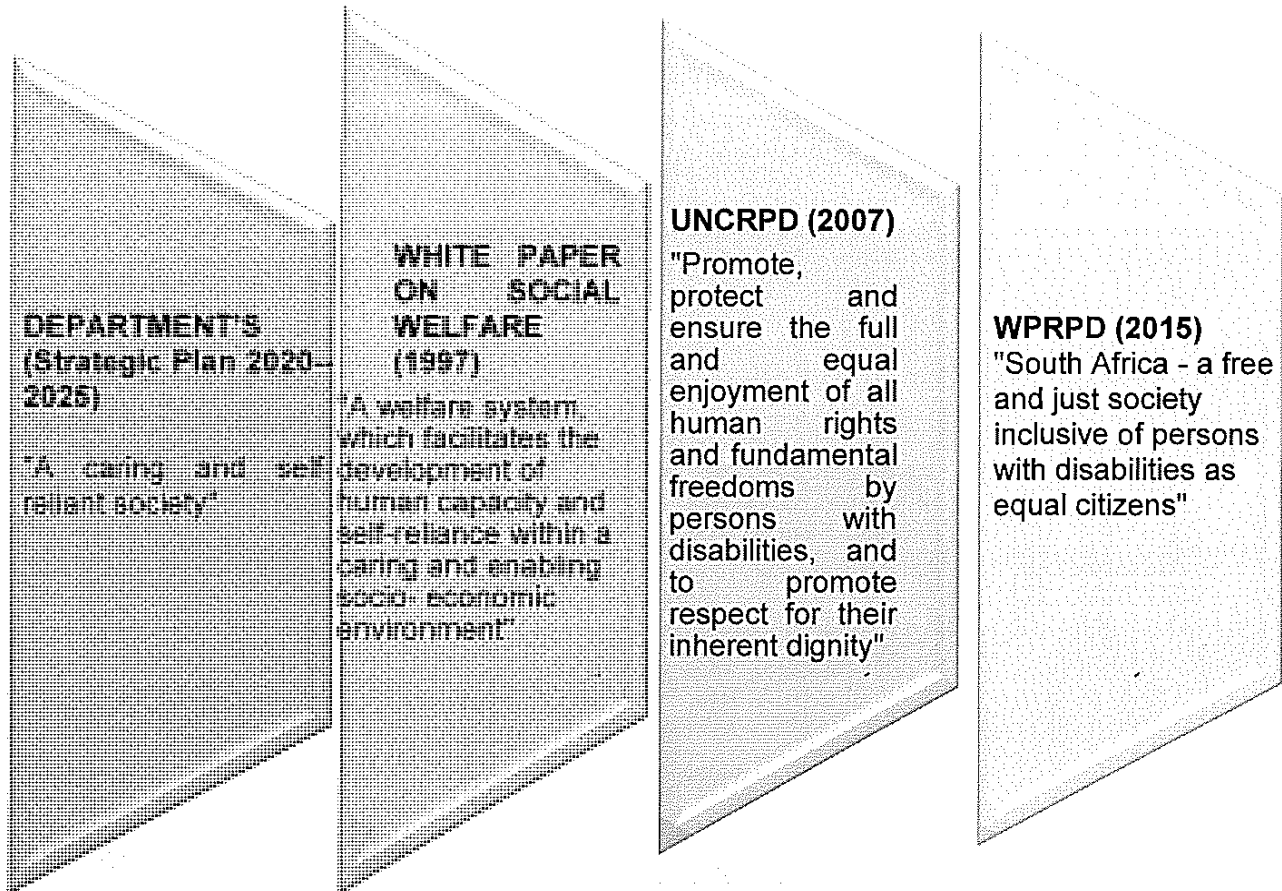 DEPARTMENT'S
(Strategic Plan 2020–
2025)
"A caring and self
reliant society"
WHITE PAPER
ON SOCIAL
WELFARE
(1997)
"A welfare system,
which facilitates the
development of
human capacity and
self-reliance within a
caring and enabling
socio- economic
environment"
UNCRPD (2007)
"Promote,
protect and
ensure the full
and equal
enjoyment of all
human rights
and fundamental
freedoms by
persons with
disabilities, and
to promote
respect for their
inherent dignity"
WPRPD (2015)
"South Africa - a free
and just society
inclusive of persons
with disabilities as
equal citizens"